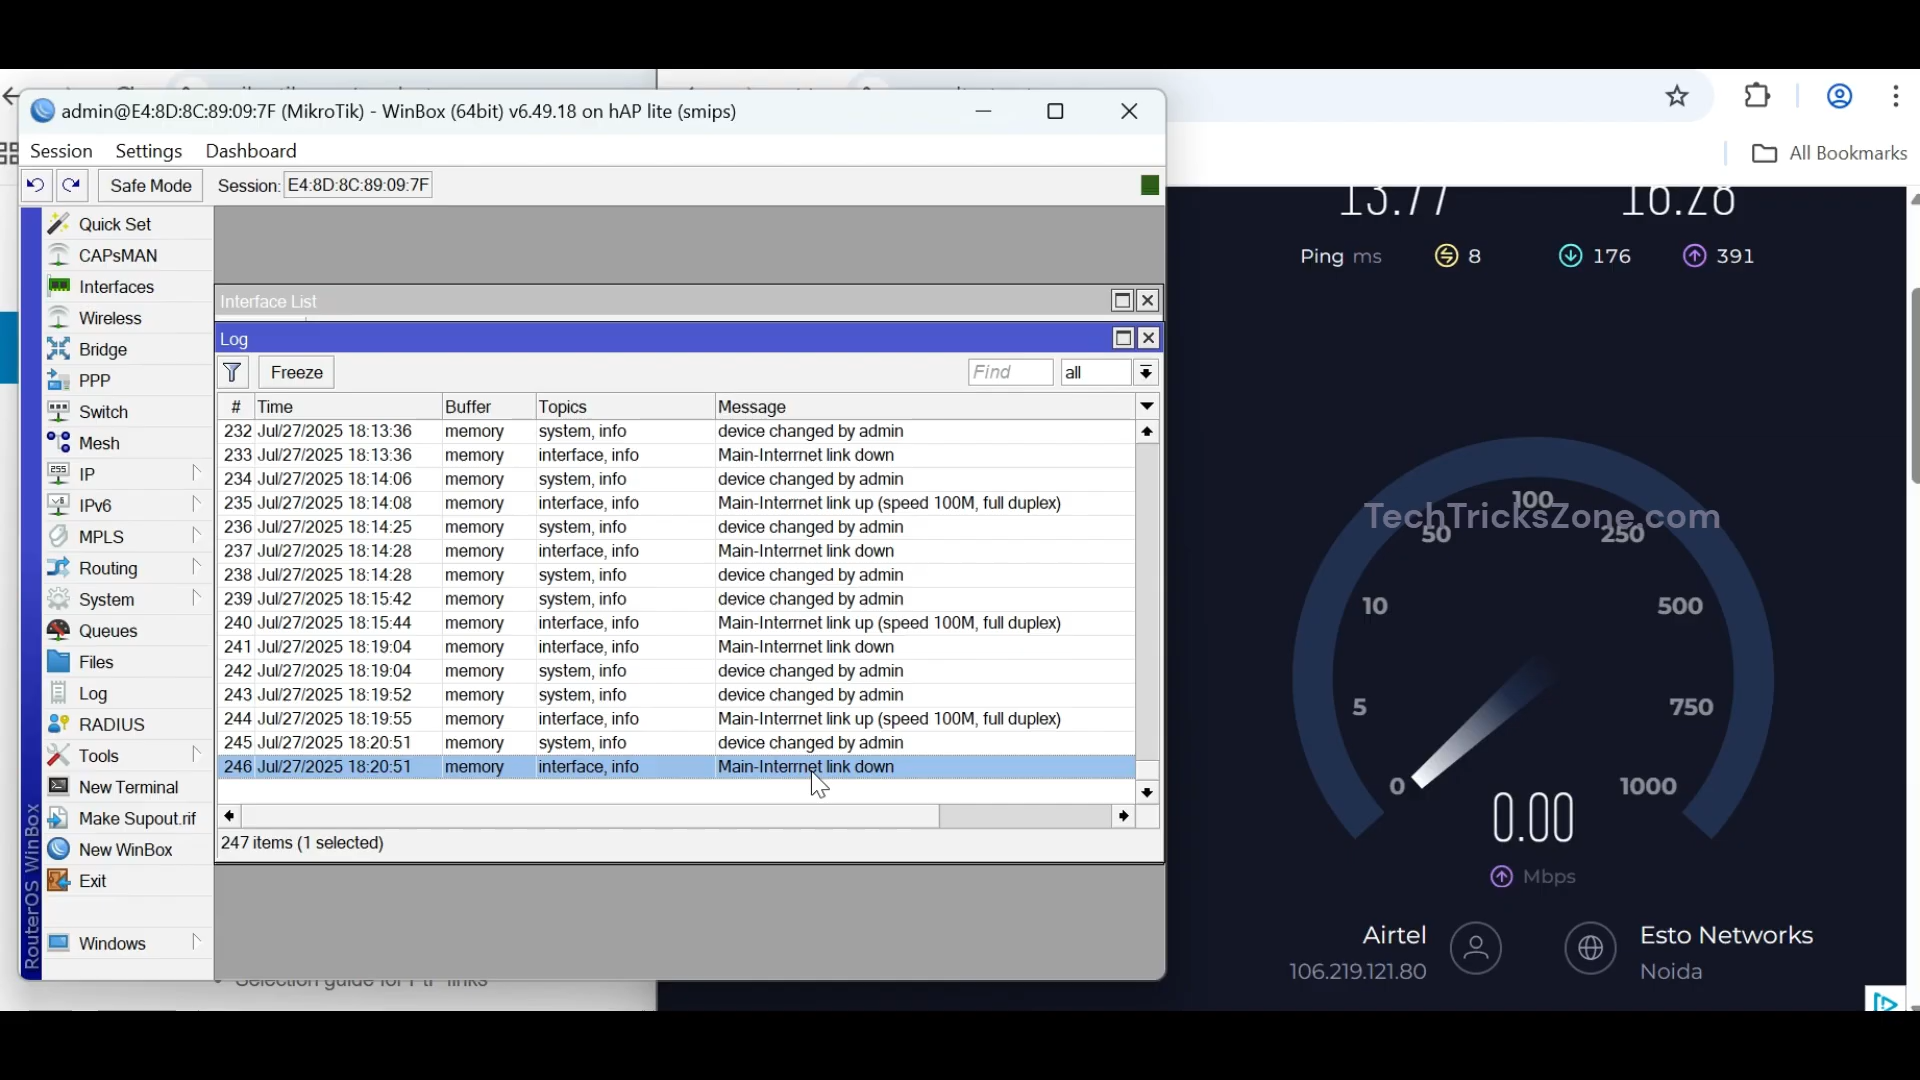 admin@E4:8D:8C:89:09:7F (MikroTik) - WinBox (64bit) v6.49.18 on hAP lite (smips)
Session Settings Dashboard
Safe Mode Session: E4:8D:8C:89:09:7F
Quick Set
CAPsMAN
Interfaces
Wireless
Bridge
PPP
Switch
Mesh
IP
IPv6
MPLS
Routing
System
Queues
Files
Log
RADIUS
Tools
New Terminal
Make Supout.rif
New WinBox
Exit
Windows
RouterOS WinBox
Interface List
Log
Freeze Find all
# Time Buffer Topics Message
232 Jul/27/2025 18:13:36 memory system, info device changed by admin
233 Jul/27/2025 18:13:36 memory interface, info Main-Interrnet link down
234 Jul/27/2025 18:14:06 memory system, info device changed by admin
235 Jul/27/2025 18:14:08 memory interface, info Main-Interrnet link up (speed 100M, full duplex)
236 Jul/27/2025 18:14:25 memory system, info device changed by admin
237 Jul/27/2025 18:14:28 memory interface, info Main-Interrnet link down
238 Jul/27/2025 18:14:28 memory system, info device changed by admin
239 Jul/27/2025 18:15:42 memory system, info device changed by admin
240 Jul/27/2025 18:15:44 memory interface, info Main-Interrnet link up (speed 100M, full duplex)
241 Jul/27/2025 18:19:04 memory interface, info Main-Interrnet link down
242 Jul/27/2025 18:19:04 memory system, info device changed by admin
243 Jul/27/2025 18:19:52 memory system, info device changed by admin
244 Jul/27/2025 18:19:55 memory interface, info Main-Interrnet link up (speed 100M, full duplex)
245 Jul/27/2025 18:20:51 memory system, info device changed by admin
246 Jul/27/2025 18:20:51 memory interface, info Main-Interrnet link down
247 items (1 selected)
All Bookmarks
13.77 16.28
Ping ms 8 176 391
TechTricksZone.com
100
50 250
10 500
5 750
0 1000
0.00
Mbps
Airtel
106.219.121.80
Esto Networks
Noida